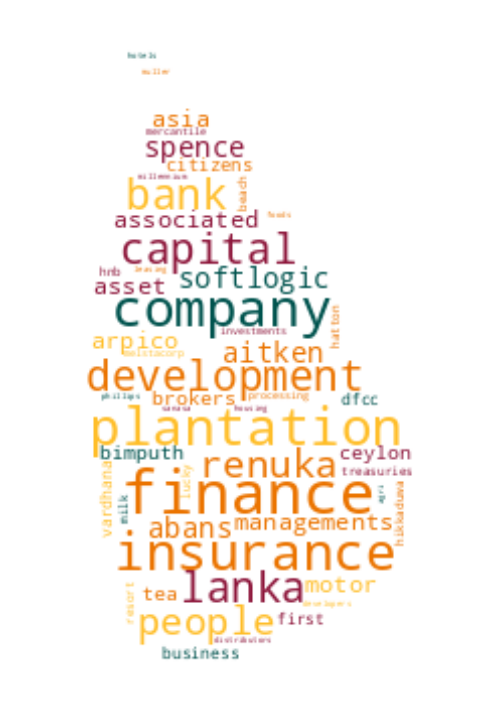 hotels
muller
asia
mercantile
spence
citizens
millennium
bank
beach
foods
associated
capital
hnb
leasing
asset
softlogic
company
investments
hatton
arpico
melstacorp
aitken
development
phillips
brokers
processing
dfcc
sanasa
housing
plantation
bimputh
ceylon
renuka
treasuries
vardhana
lucky
finance
agri
hikkaduwa
milk
abans
managements
insurance
lanka
motor
resort
tea
developers
people
first
distributors
business